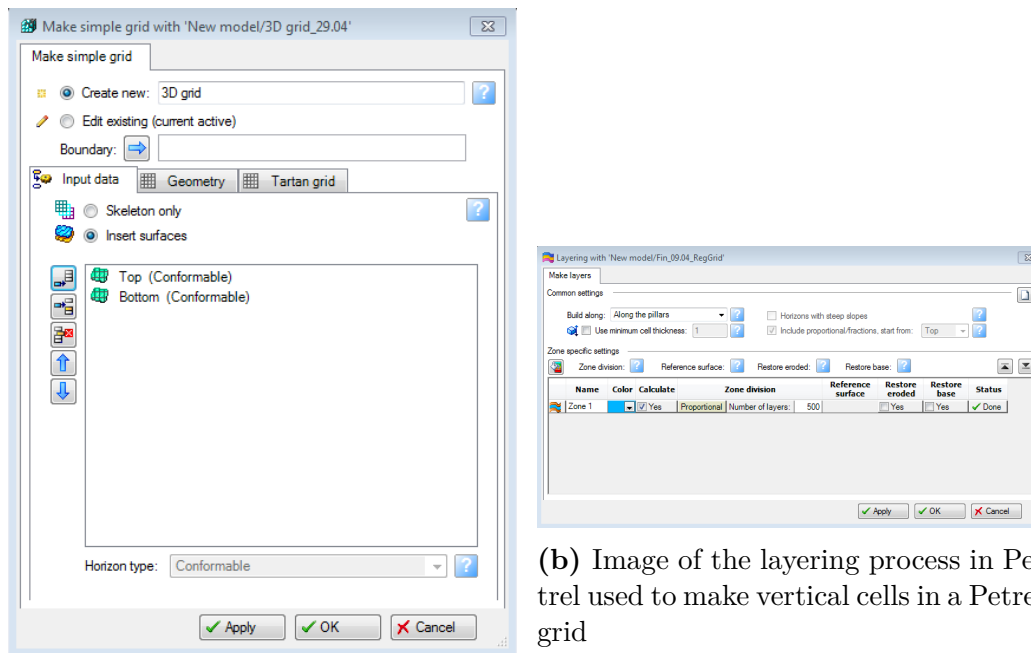 Make simple grid with 'New model/3D grid_29.04'
Make simple grid
Create new: 3D grid
Edit existing (current active)
Boundary:
Input data Geometry Tartan grid
Skeleton only
Insert surfaces
Top (Conformable)
Bottom (Conformable)
Horizon type: Conformable
Apply OK Cancel
Layering with 'New model/Fin_09.04_RegGrid'
Make layers
Common settings
Build along: Along the pillars Horizons with steep slopes
Use minimum cell thickness: 1 Include proportional/fractions, start from: Top
Zone specific settings
Zone division: Reference surface: Restore eroded: Restore base:
Name Color Calculate Zone division Reference surface Restore eroded Restore base Status
Zone 1 Yes Proportional Number of layers: 500 Yes Yes Done
Apply OK Cancel
(b) Image of the layering process in Pe
trel used to make vertical cells in a Petre
grid